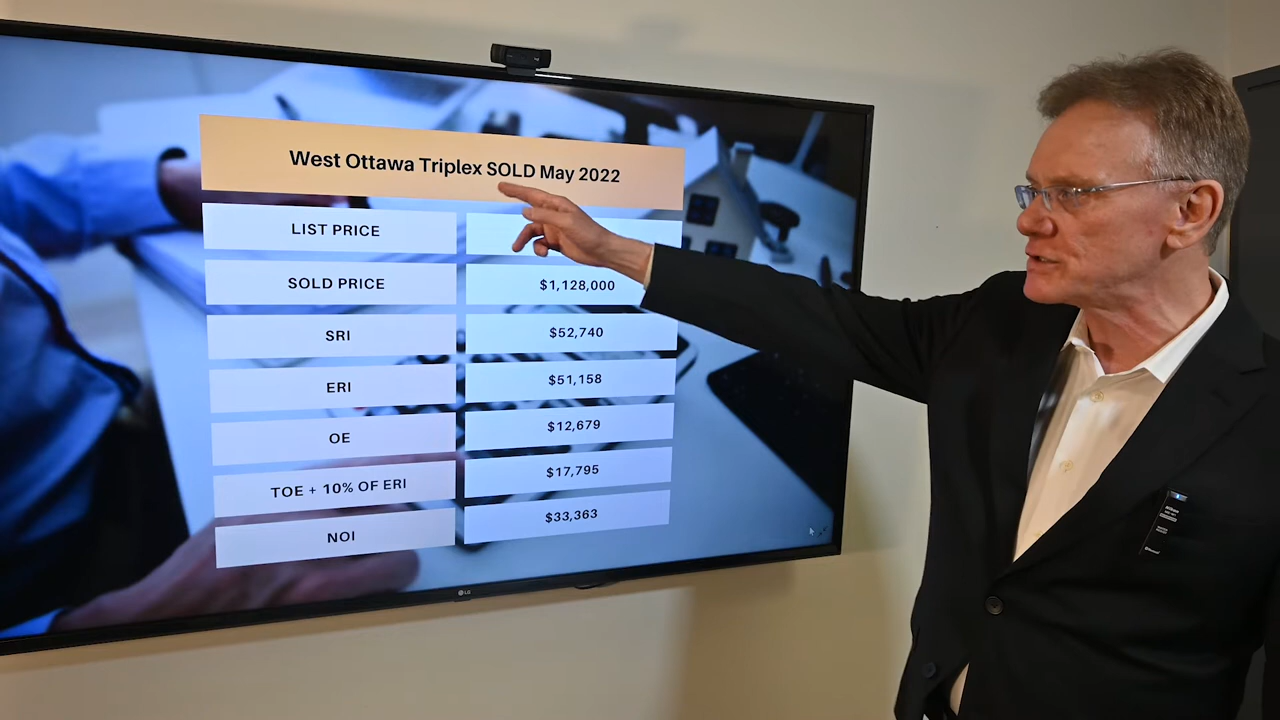 West Ottawa Triplex SOLD May 2022
LIST PRICE
SOLD PRICE $1,128,000
SRI $52,740
ERI $51,158
OE $12,679
TOE + 10% OF ERI $17,795
NOI $33,363
LG